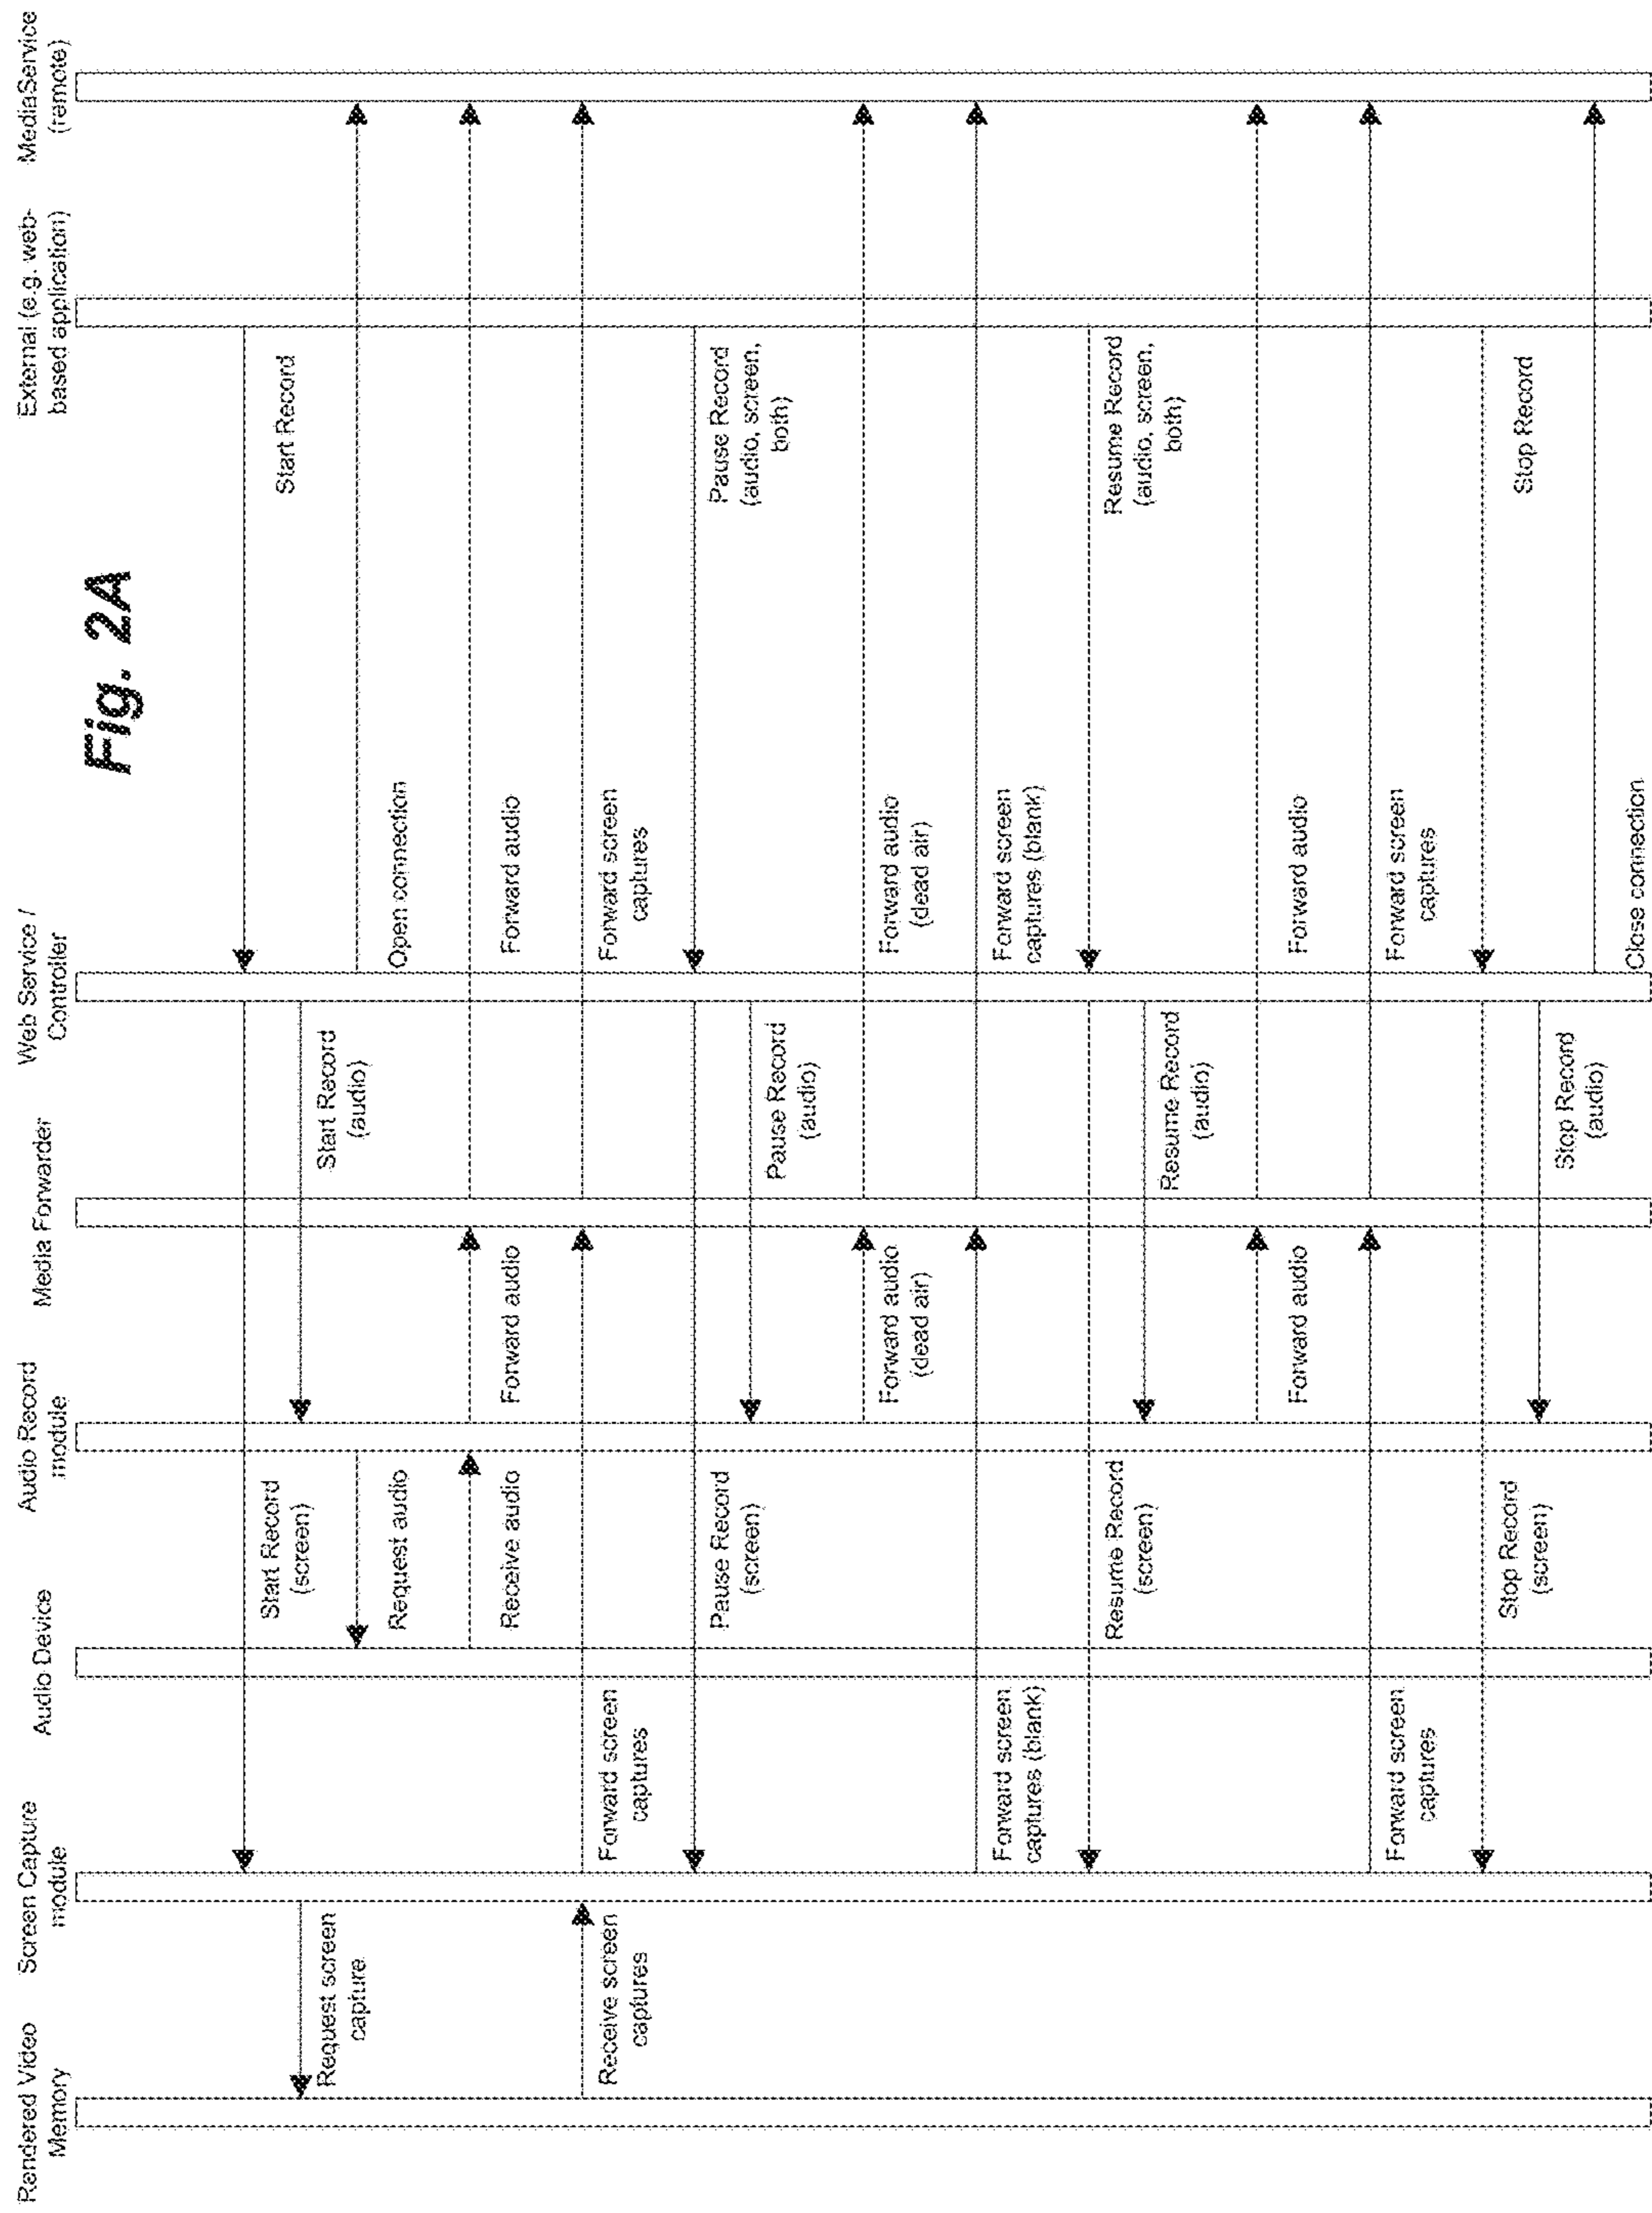 Rendered Video
Memory
Screen Capture
module
Audio Device
Audio Record
module
Media Forwarder
Web Service /
Controller
External (e.g. web-
based application)
MediaService
(remote)
Fig. 2A
Start Record
Start Record
(screen)
Request screen
capture
Start Record
(audio)
Request audio
Open connection
Receive audio
Forward audio
Forward audio
Receive screen
captures
Forward screen
captures
Forward screen
captures
Pause Record
(audio, screen,
both)
Pause Record
(screen)
Pause Record
(audio)
Forward audio
(dead air)
Forward audio
(dead air)
Forward screen
captures (blank)
Forward screen
captures (blank)
Resume Record
(audio, screen,
both)
Resume Record
(screen)
Resume Record
(audio)
Forward audio
Forward audio
Forward screen
captures
Forward screen
captures
Stop Record
Stop Record
(screen)
Stop Record
(audio)
Close connection